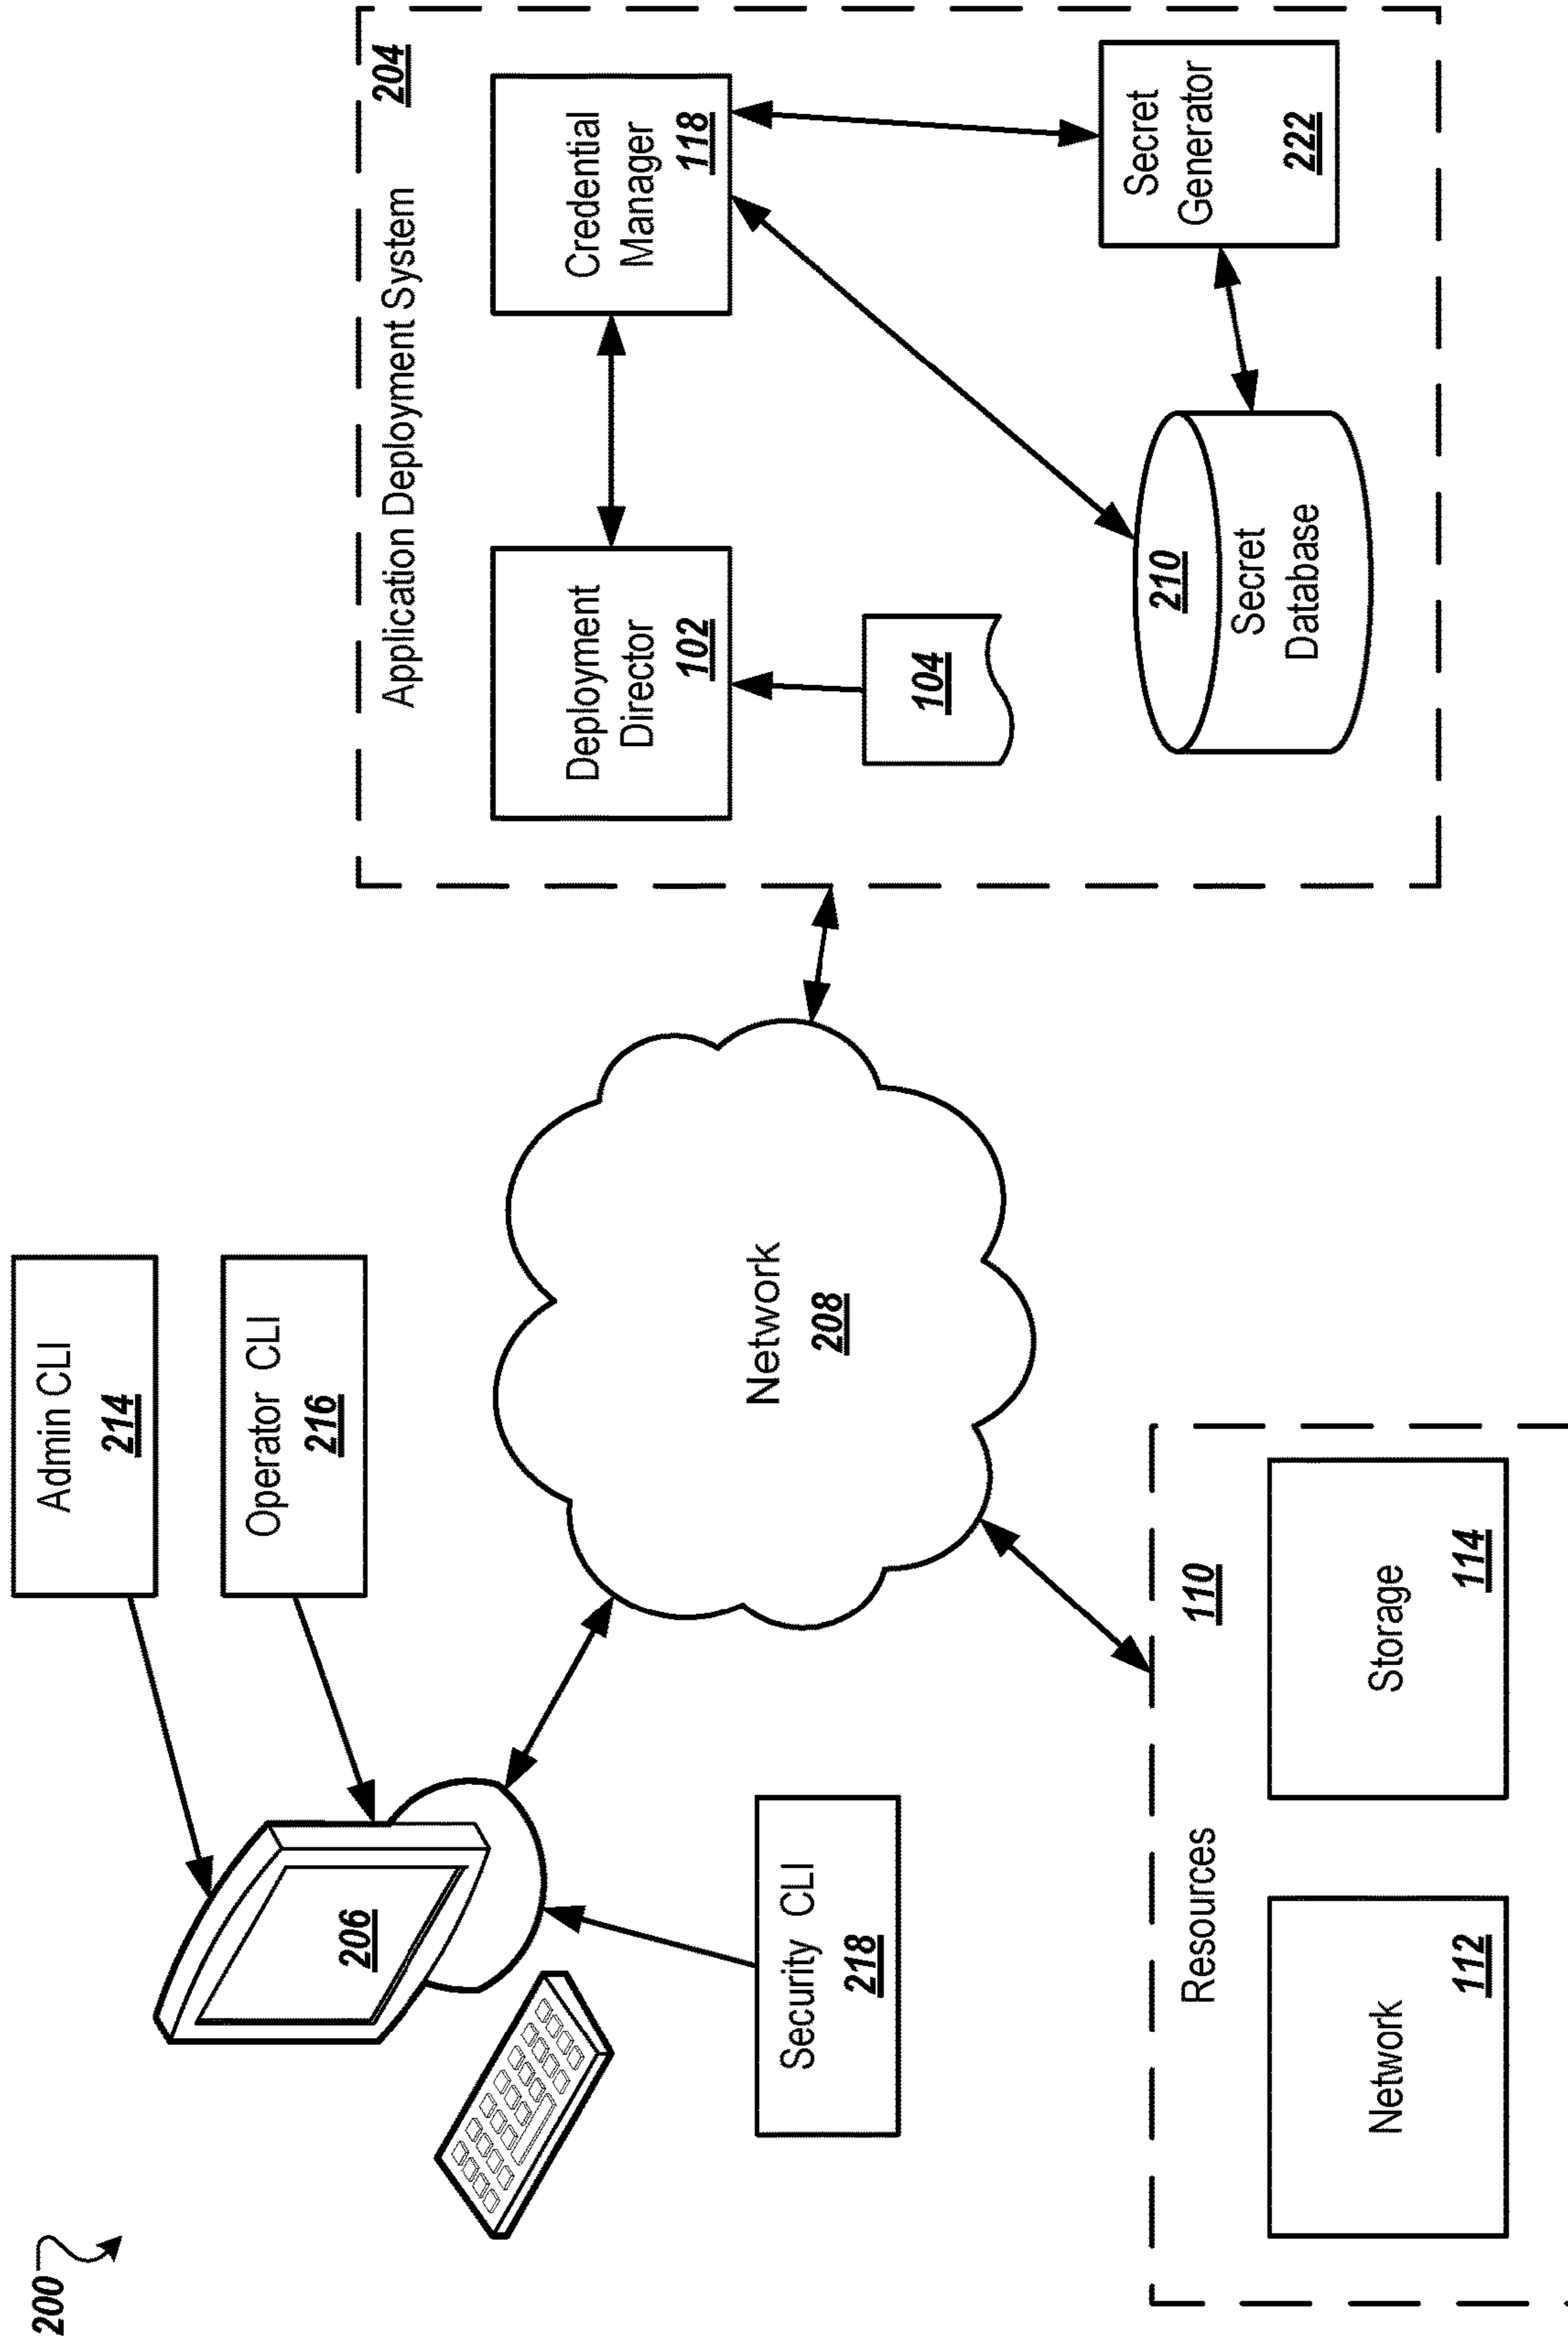 200
Admin CLI
214
Operator CLI
216
206
Security CLI
218
Network
208
Application Deployment System
204
Deployment
Director
102
Credential
Manager
118
104
210
Secret
Database
Secret
Generator
222
Resources
110
Network
112
Storage
114